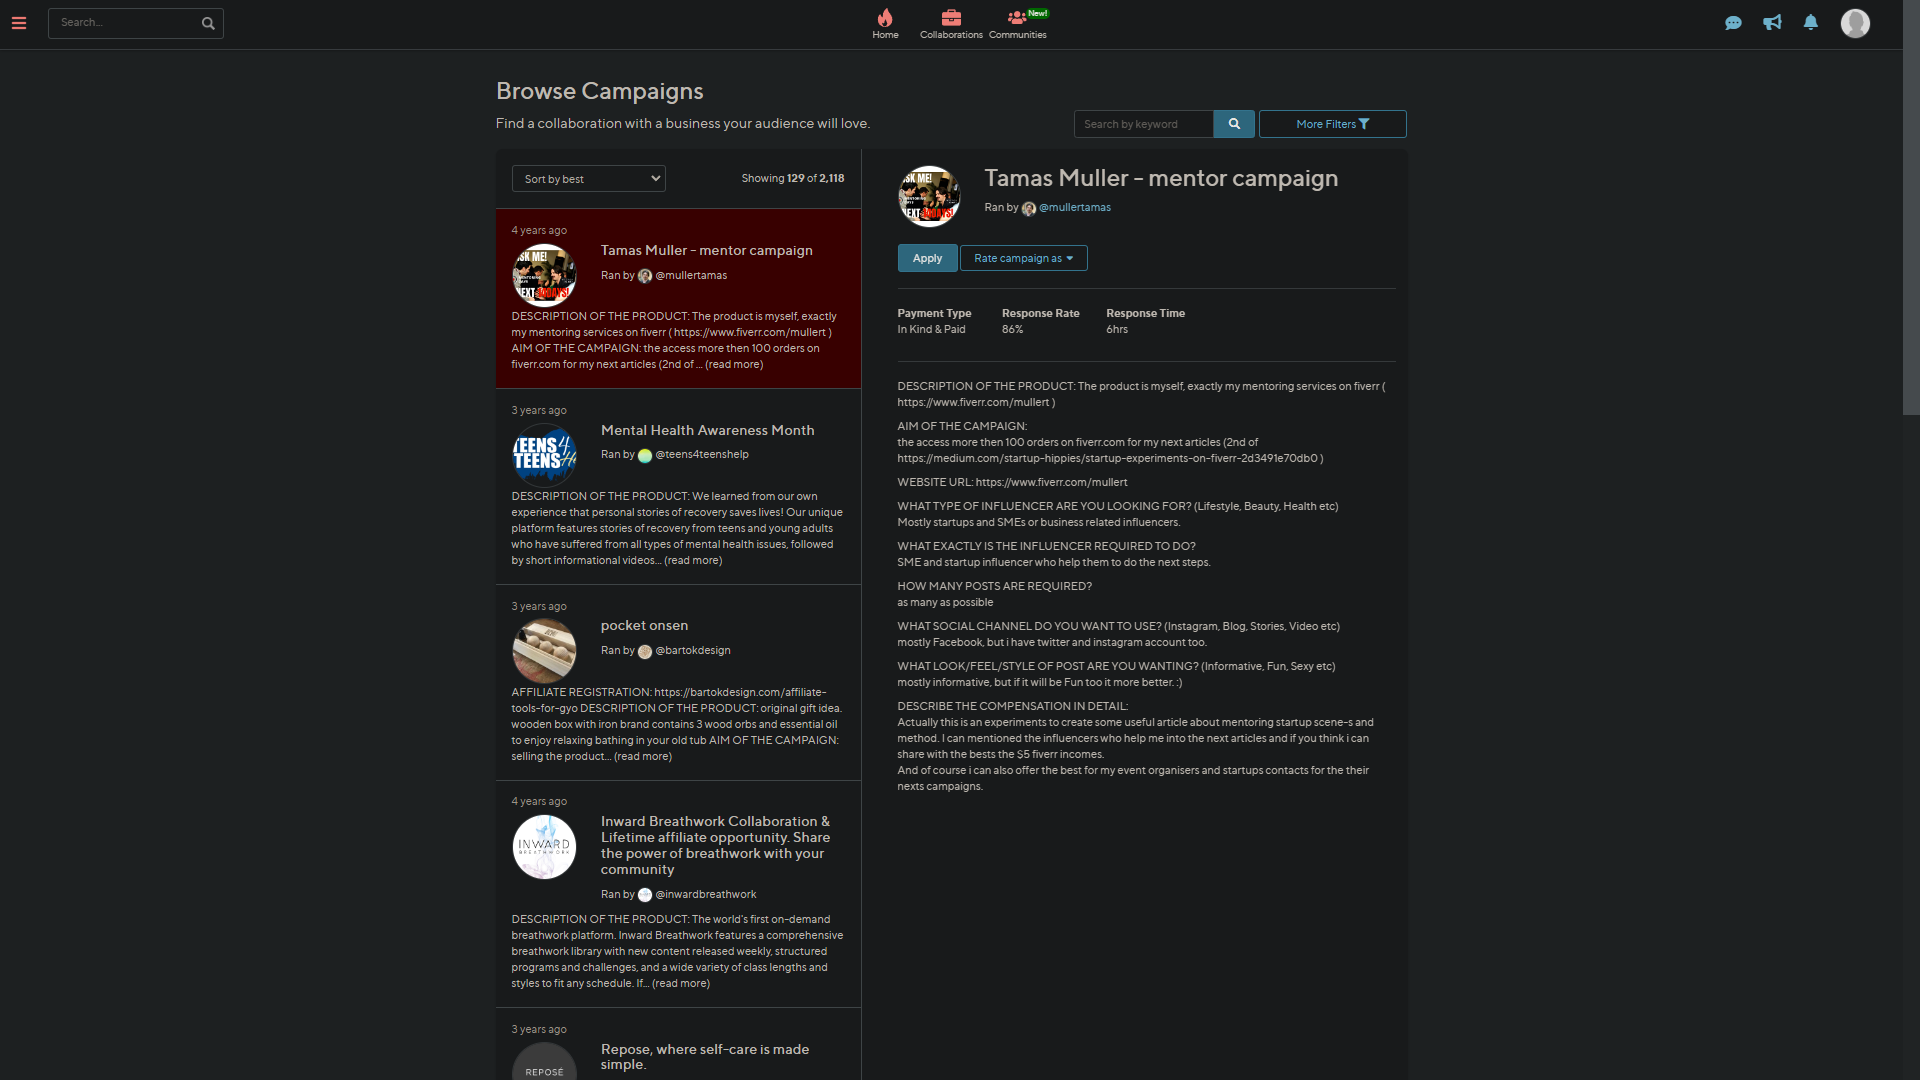 Search...
Home
Collaborations
Communities
New!
Browse Campaigns
Find a collaboration with a business your audience will love.
Search by keyword
More Filters
Sort by best
Showing 129 of 2,118
4 years ago
SK ME!
Tamas Muller - mentor campaign
Ran by @mullertamas
DESCRIPTION OF THE PRODUCT: The product is myself, exactly
my mentoring services on fiverr ( https://www.fiverr.com/mullert )
AIM OF THE CAMPAIGN: the access more then 100 orders on
fiverr.com for my next articles (2nd of ... (read more)
3 years ago
TEENS 4
TEENS
Mental Health Awareness Month
Ran by @teens4teenshelp
DESCRIPTION OF THE PRODUCT: We learned from our own
experience that personal stories of recovery saves lives! Our unique
platform features stories of recovery from teens and young adults
who have suffered from all types of mental health issues, followed
by short informational videos... (read more)
3 years ago
pocket onsen
Ran by @bartokdesign
AFFILIATE REGISTRATION: https://bartokdesign.com/affiliate-
tools-for-gyo DESCRIPTION OF THE PRODUCT: original gift idea.
wooden box with iron brand contains 3 wood orbs and essential oil
to enjoy relaxing bathing in your old tub AIM OF THE CAMPAIGN:
selling the product... (read more)
4 years ago
INWARD
BREATHWORK
Inward Breathwork Collaboration &
Lifetime affiliate opportunity. Share
the power of breathwork with your
community
Ran by @inwardbreathwork
DESCRIPTION OF THE PRODUCT: The world's first on-demand
breathwork platform. Inward Breathwork features a comprehensive
breathwork library with new content released weekly, structured
programs and challenges, and a wide variety of class lengths and
styles to fit any schedule. If... (read more)
3 years ago
REPOSÉ
Repose, where self-care is made
simple.
SK ME!
Tamas Muller - mentor campaign
Ran by @mullertamas
Apply
Rate campaign as
Payment Type
In Kind & Paid
Response Rate
86%
Response Time
6hrs
DESCRIPTION OF THE PRODUCT: The product is myself, exactly my mentoring services on fiverr (
https://www.fiverr.com/mullert )
AIM OF THE CAMPAIGN:
the access more then 100 orders on fiverr.com for my next articles (2nd of
https://medium.com/startup-hippies/startup-experiments-on-fiverr-2d3491e70db0 )
WEBSITE URL: https://www.fiverr.com/mullert
WHAT TYPE OF INFLUENCER ARE YOU LOOKING FOR? (Lifestyle, Beauty, Health etc)
Mostly startups and SMEs or business related influencers.
WHAT EXACTLY IS THE INFLUENCER REQUIRED TO DO?
SME and startup influencer who help them to do the next steps.
HOW MANY POSTS ARE REQUIRED?
as many as possible
WHAT SOCIAL CHANNEL DO YOU WANT TO USE? (Instagram, Blog, Stories, Video etc)
mostly Facebook, but i have twitter and instagram account too.
WHAT LOOK/FEEL/STYLE OF POST ARE YOU WANTING? (Informative, Fun, Sexy etc)
mostly informative, but if it will be Fun too it more better. :)
DESCRIBE THE COMPENSATION IN DETAIL:
Actually this is an experiments to create some useful article about mentoring startup scene-s and
method. I can mentioned the influencers who help me into the next articles and if you think i can
share with the bests the $5 fiverr incomes.
And of course i can also offer the best for my event organisers and startups contacts for the their
nexts campaigns.